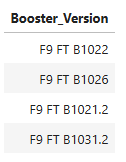 Booster_Version
F9 FT B1022
F9 FT B1026
F9 FT B1021.2
F9 FT B1031.2